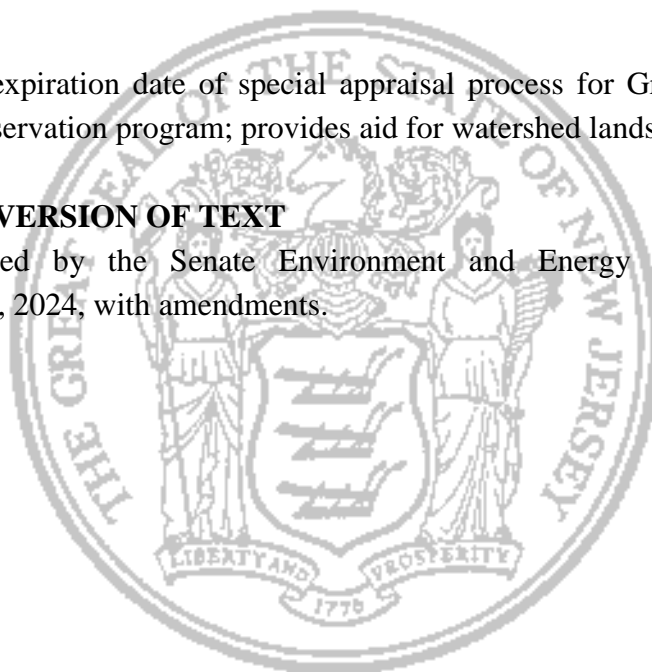 expiration date of special appraisal process for G
servation program; provides aid for watershed lands
VERSION OF TEXT
ed by the Senate Environment and Energy
, 2024, with amendments.
THE GREAT SEAL OF THE STATE OF NEW JERSEY
LIBERTY AND PROSPERITY
1776